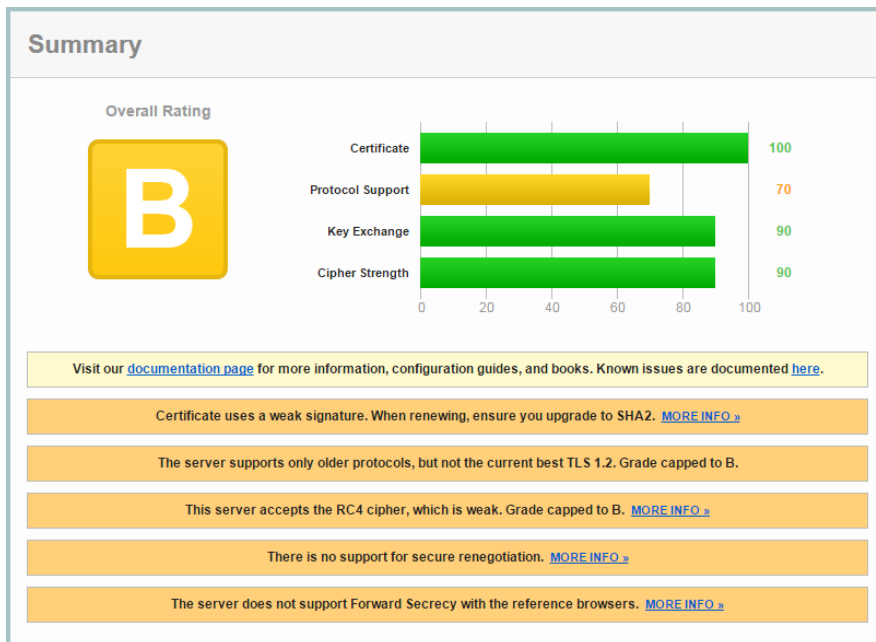 Summary
Overall Rating
B
Certificate 100
Protocol Support 70
Key Exchange 90
Cipher Strength 90
0 20 40 60 80 100
Visit our documentation page for more information, configuration guides, and books. Known issues are documented here.
Certificate uses a weak signature. When renewing, ensure you upgrade to SHA2. MORE INFO »
The server supports only older protocols, but not the current best TLS 1.2. Grade capped to B.
This server accepts the RC4 cipher, which is weak. Grade capped to B. MORE INFO »
There is no support for secure renegotiation. MORE INFO »
The server does not support Forward Secrecy with the reference browsers. MORE INFO »